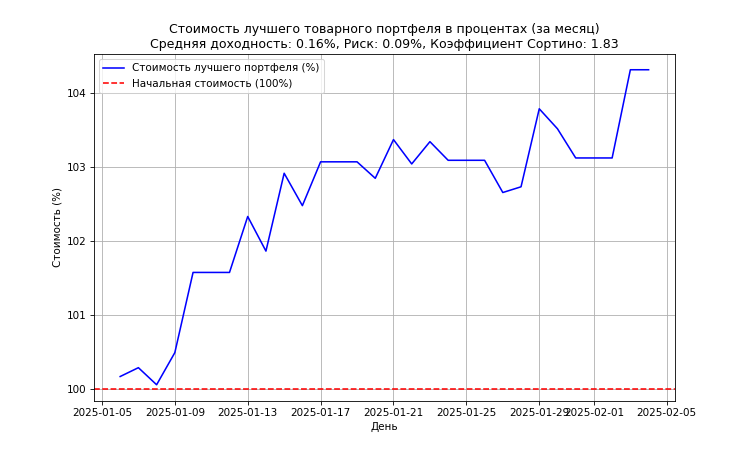 Стоимость лучшего товарного портфеля в процентах (за месяц)
Средняя доходность: 0.16%, Риск: 0.09%, Коэффициент Сортино: 1.83
Стоимость лучшего портфеля (%)
Начальная стоимость (100%)
Стоимость (%)
104
103
102
101
100
2025-01-05 2025-01-09 2025-01-13 2025-01-17 2025-01-21 2025-01-25 2025-01-29 2025-02-01 2025-02-05
День